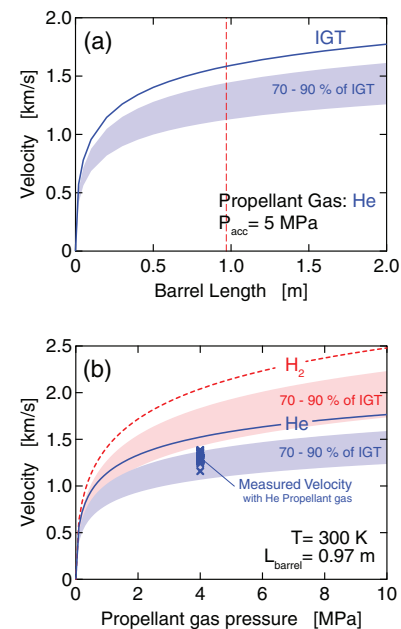 (a)
IGT
70 - 90 % of IGT
Propellant Gas: He
P_acc= 5 MPa
2.0
1.5
1.0
0.5
0
Velocity [km/s]
0 0.5 1.0 1.5 2.0
Barrel Length [m]
(b)
H₂
70 - 90 % of IGT
He
70 - 90 % of IGT
Measured Velocity
with He Propellant gas
T= 300 K
L_barrel= 0.97 m
2.5
2.0
1.5
1.0
0.5
0
Velocity [km/s]
0 2 4 6 8 10
Propellant gas pressure [MPa]